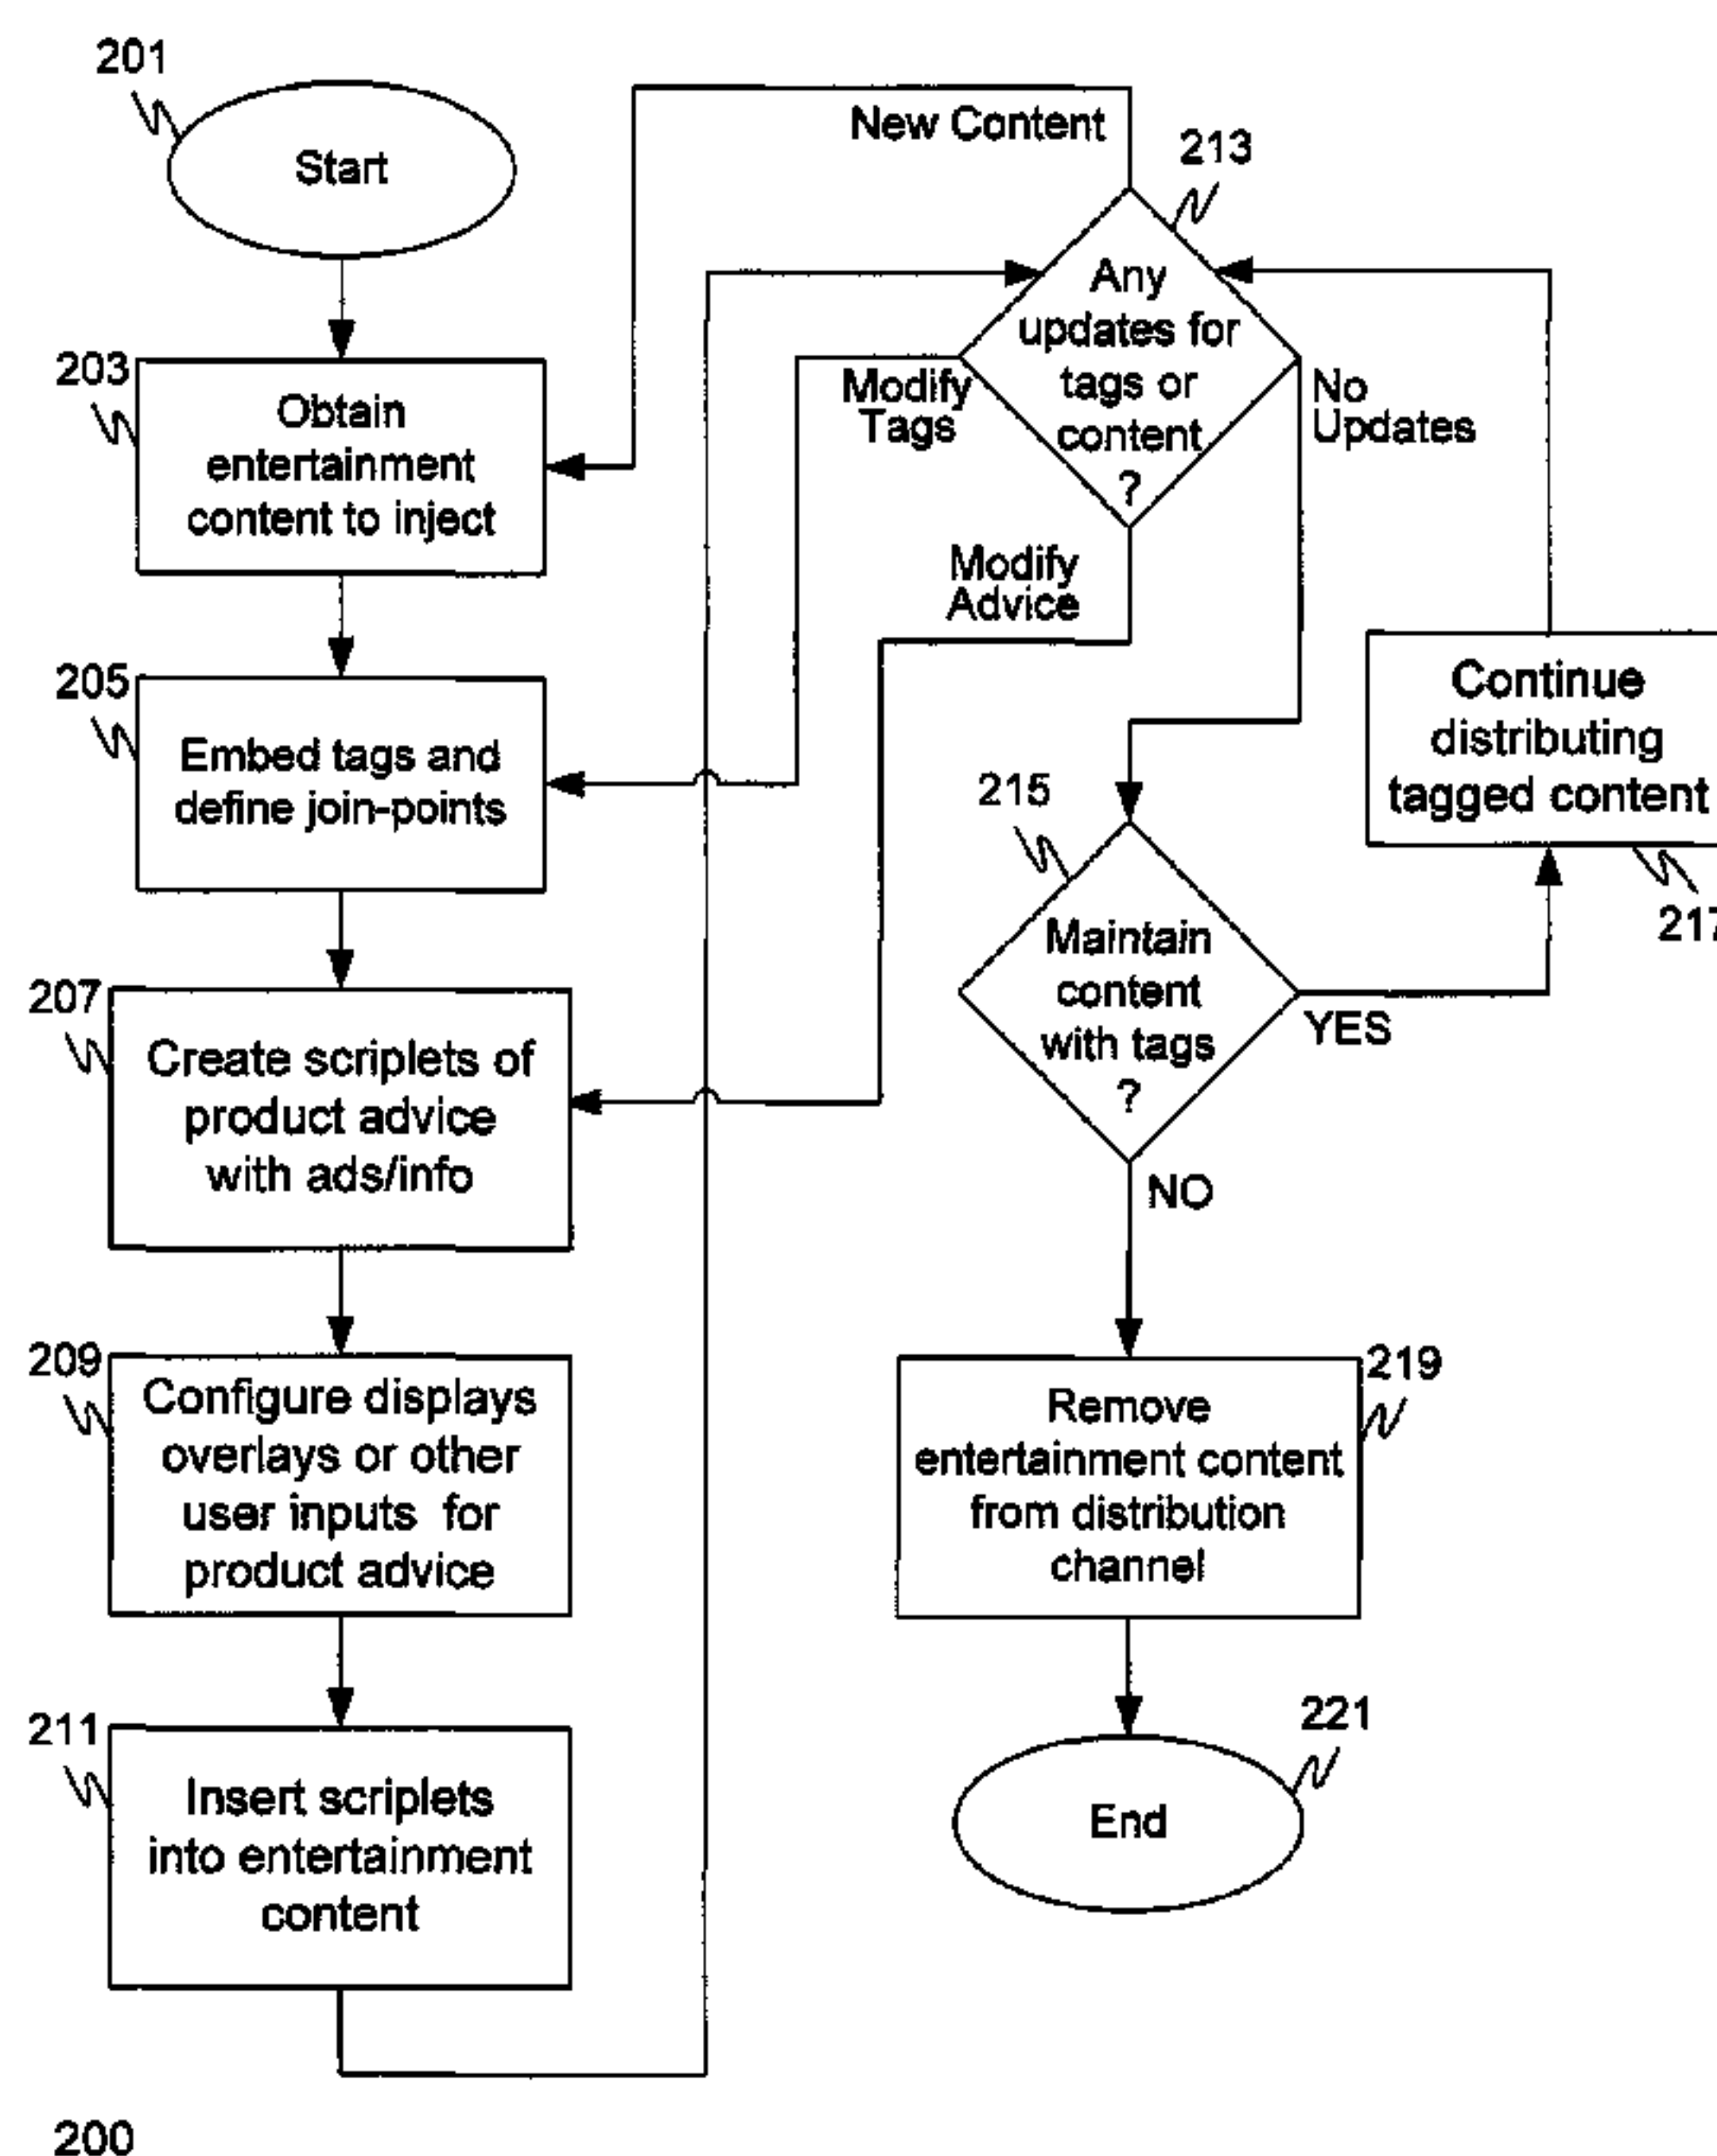 201
Start
203
Obtain
entertainment
content to inject
205
Embed tags and
define join-points
207
Create scriplets of
product advice
with ads/info
209
Configure displays
overlays or other
user inputs for
product advice
211
Insert scriplets
into entertainment
content
New Content
213
Any
updates for
tags or
content
?
Modify
Tags
No
Updates
Modify
Advice
Continue
distributing
tagged content
217
215
Maintain
content
with tags
?
YES
NO
219
Remove
entertainment content
from distribution
channel
221
End
200